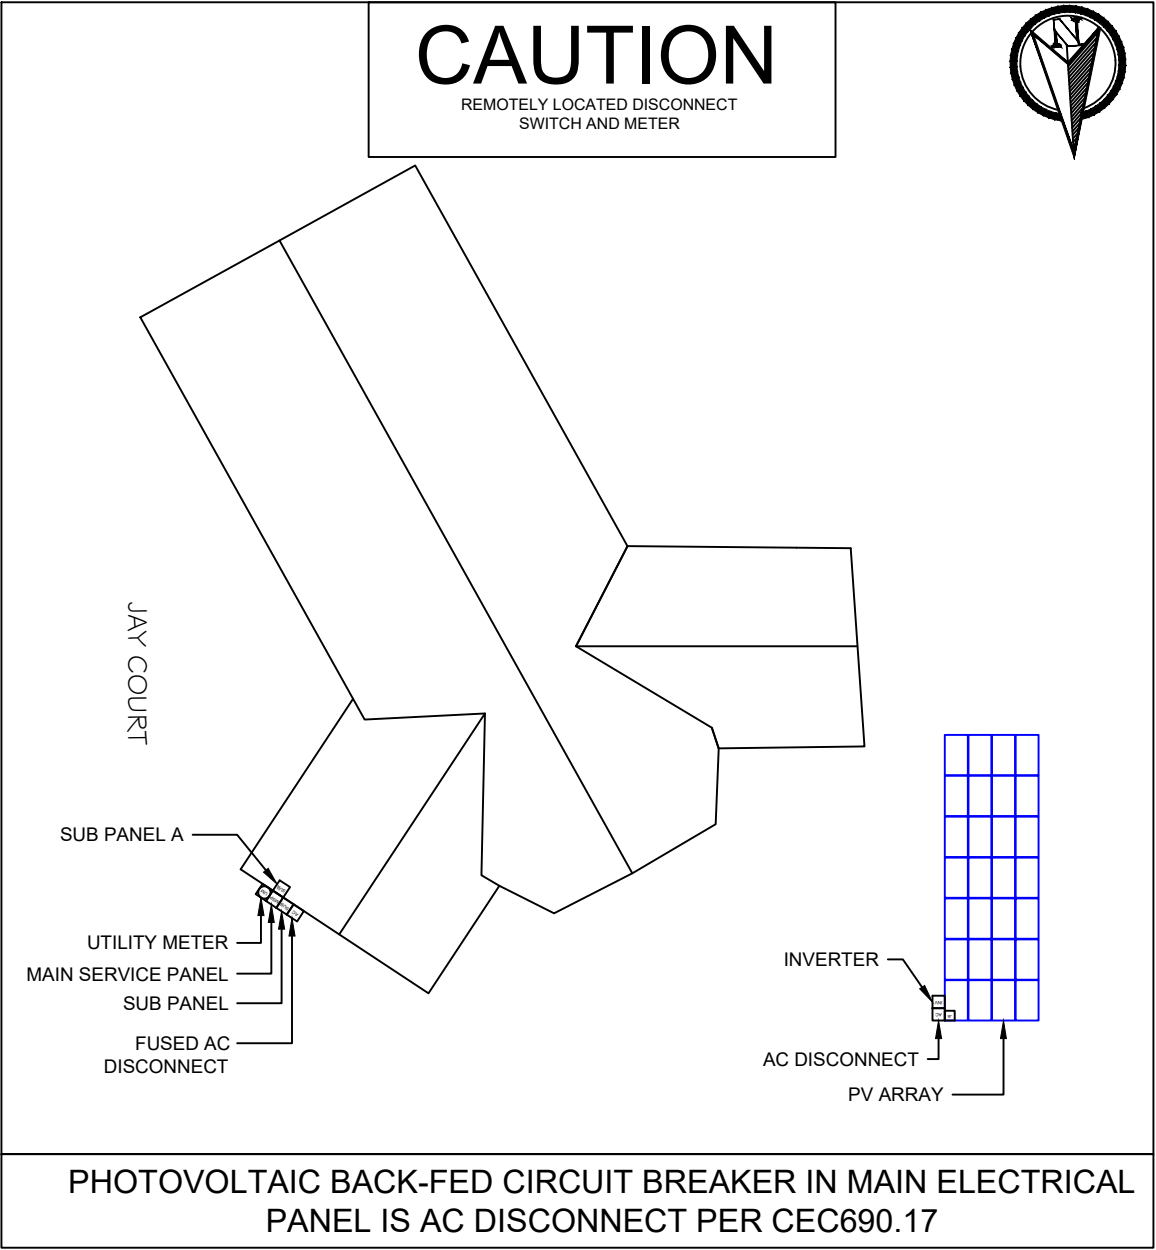 CAUTION
REMOTELY LOCATED DISCONNECT
SWITCH AND METER
N
JAY COURT
SUB PANEL A
UTILITY METER
MAIN SERVICE PANEL
SUB PANEL
FUSED AC
DISCONNECT
INVERTER
AC DISCONNECT
PV ARRAY
PHOTOVOLTAIC BACK-FED CIRCUIT BREAKER IN MAIN ELECTRICAL
PANEL IS AC DISCONNECT PER CEC690.17